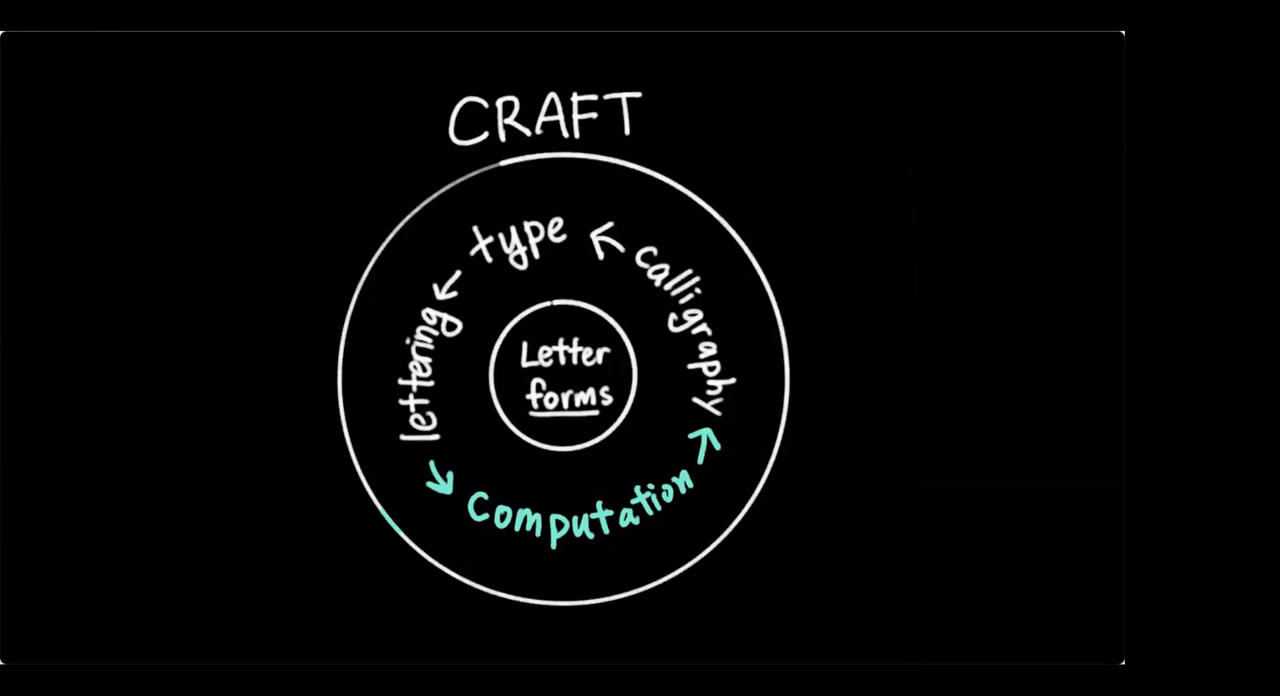 CRAFT
type ← calligraphy
lettering ←
Letter
forms
→ Computation →